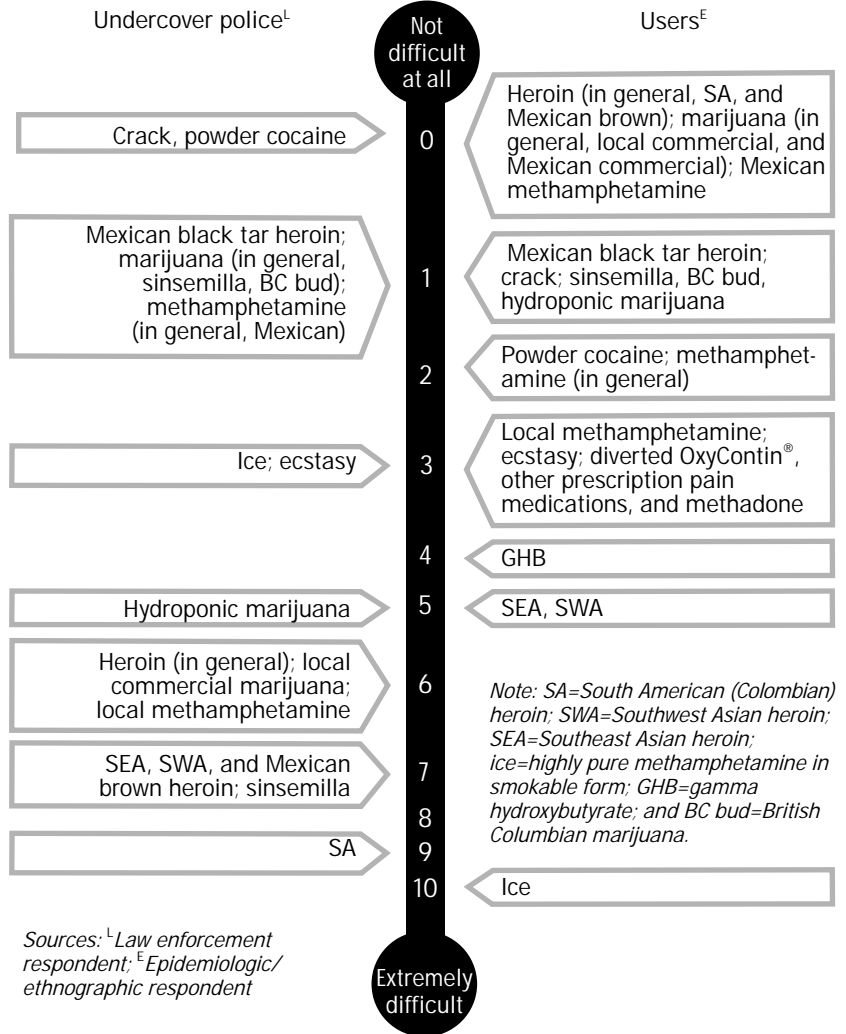 Undercover police^L
Not
difficult
at all
Users^E
Crack, powder cocaine
0
Heroin (in general, SA, and
Mexican brown); marijuana (in
general, local commercial, and
Mexican commercial); Mexican
methamphetamine
Mexican black tar heroin;
marijuana (in general,
sinsemilla, BC bud);
methamphetamine
(in general, Mexican)
1
Mexican black tar heroin;
crack; sinsemilla, BC bud,
hydroponic marijuana
2
Powder cocaine; methamphet-
amine (in general)
Ice; ecstasy
3
Local methamphetamine;
ecstasy; diverted OxyContin®,
other prescription pain
medications, and methadone
4
GHB
Hydroponic marijuana
5
SEA, SWA
Heroin (in general); local
commercial marijuana;
local methamphetamine
6
SEA, SWA, and Mexican
brown heroin; sinsemilla
7
8
SA
9
10
Ice
Note: SA=South American (Colombian)
heroin; SWA=Southwest Asian heroin;
SEA=Southeast Asian heroin;
ice=highly pure methamphetamine in
smokable form; GHB=gamma
hydroxybutyrate; and BC bud=British
Columbian marijuana.
Sources: ^L Law enforcement
respondent; ^E Epidemiologic/
ethnographic respondent
Extremely
difficult